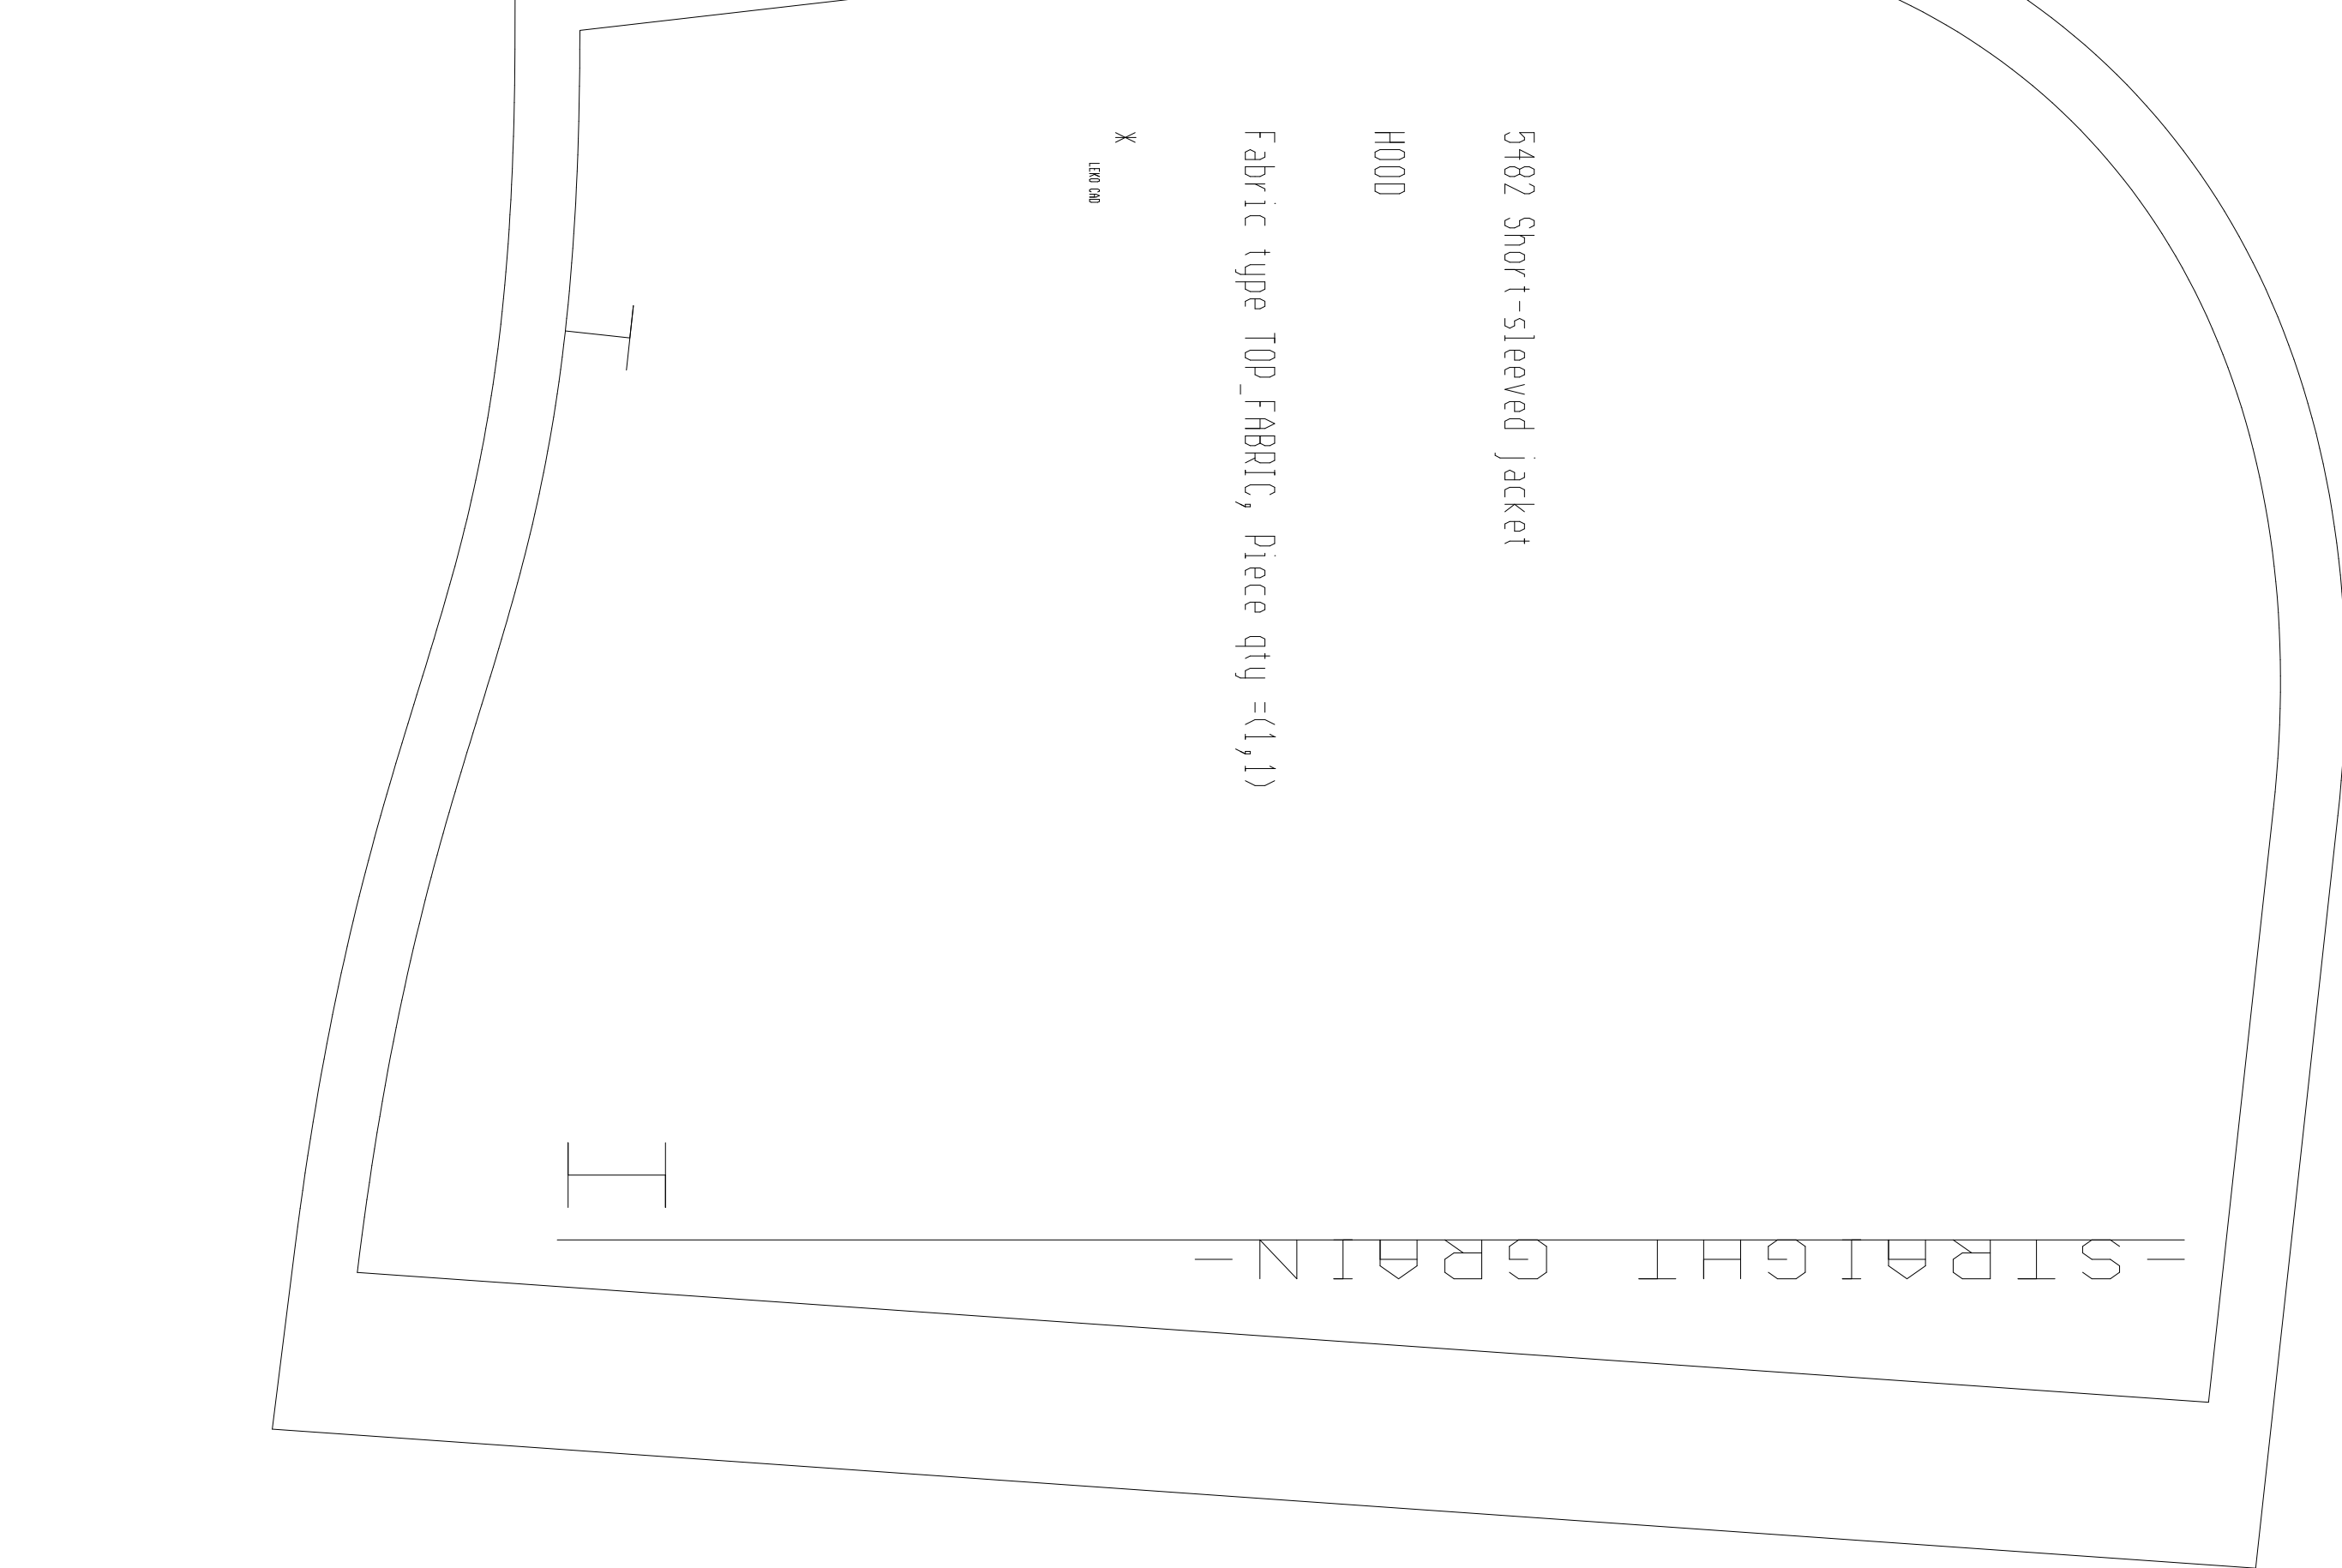 5482 Short-sleeved jacket
HOOD
Fabric type TOP_FABRIC, Piece qty =(1,1)
*
LEKO CAD
-STRAIGHT GRAIN-